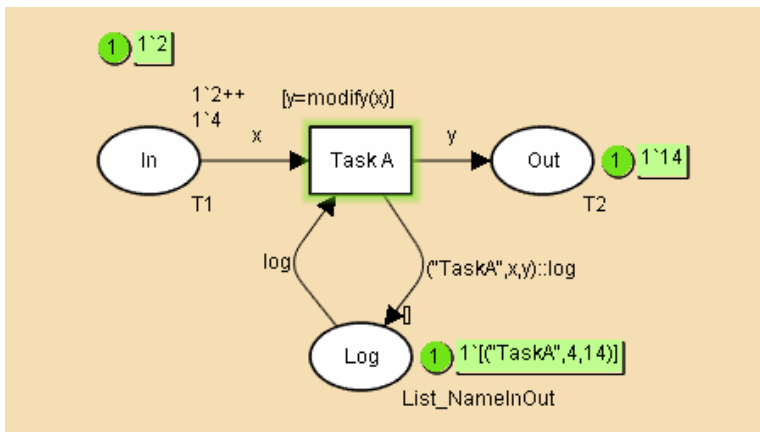 1 1`2
1`2++
1`4
[y=modify(x)]
In
x
Task A
y
Out
1 1`14
T1
T2
log
("TaskA",x,y)::log
[]
Log
1 1`[("TaskA",4,14)]
List_NameInOut